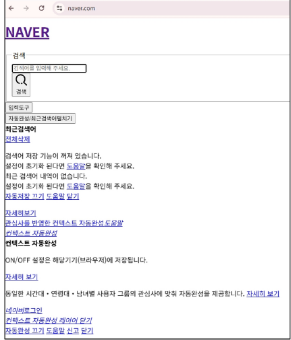 naver.com
NAVER
검색
검색어를 입력해 주세요.
검색
입력도구
자동완성/최근검색어펼치기
최근검색어
전체삭제
검색어 저장 기능이 꺼져 있습니다.
설정이 초기화 된다면 도움말을 확인해 주세요.
최근 검색어 내역이 없습니다.
설정이 초기화 된다면 도움말을 확인해 주세요.
자동저장 끄기 도움말 닫기
자세히보기
관심사를 반영한 컨텍스트 자동완성도움말
컨텍스트 자동완성
컨텍스트 자동완성
ON/OFF 설정은 해당기기(브라우저)에 저장됩니다.
자세히 보기
동일한 시간대 • 연령대 • 남녀별 사용자 그룹의 관심사에 맞춰 자동완성을 제공합니다. 자세히 보기
네이버로그인
컨텍스트 자동완성 레이어 닫기
자동완성 끄기 도움말 신고 닫기